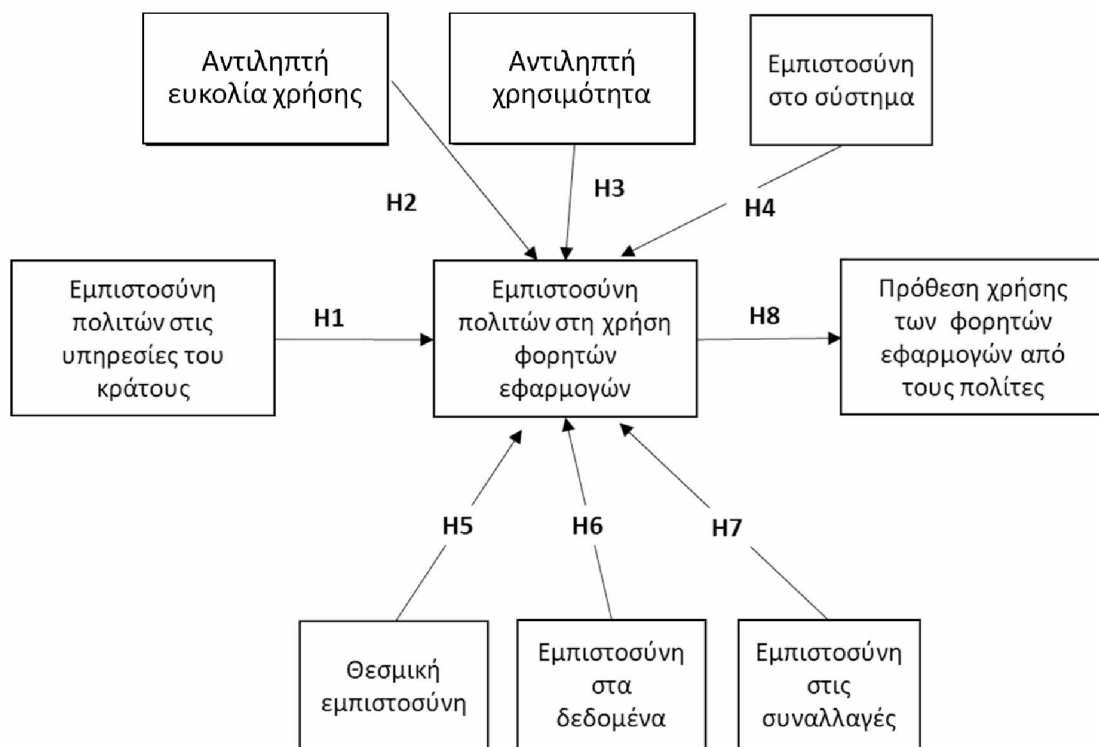 Αντιληπτή
ευκολία χρήσης
Αντιληπτή
χρησιμότητα
Εμπιστοσύνη
στο σύστημα
H2
H3
H4
Εμπιστοσύνη
πολιτών στις
υπηρεσίες του
κράτους
H1
Εμπιστοσύνη
πολιτών στη χρήση
φορητών
εφαρμογών
H8
Πρόθεση χρήσης
των φορητών
εφαρμογών από
τους πολίτες
H5
H6
H7
Θεσμική
εμπιστοσύνη
Εμπιστοσύνη
στα
δεδομένα
Εμπιστοσύνη
στις
συναλλαγές